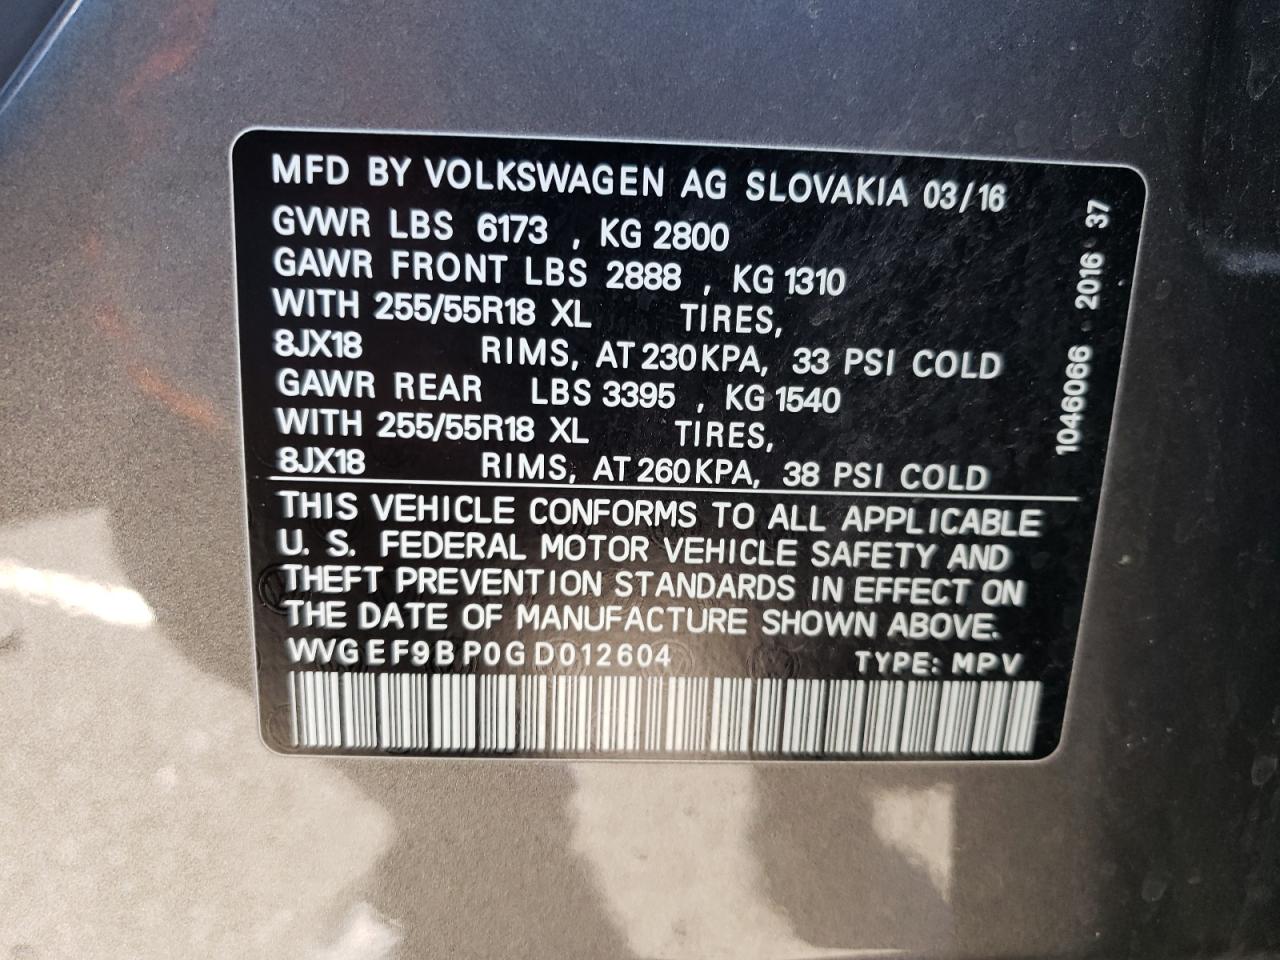 MFD BY VOLKSWAGEN AG SLOVAKIA 03/16
GVWR LBS 6173 , KG 2800
GAWR FRONT LBS 2888 , KG 1310
WITH 255/55R18 XL TIRES,
8JX18 RIMS, AT 230 KPA, 33 PSI COLD
GAWR REAR LBS 3395 , KG 1540
WITH 255/55R18 XL TIRES,
8JX18 RIMS, AT 260 KPA, 38 PSI COLD
THIS VEHICLE CONFORMS TO ALL APPLICABLE
U. S. FEDERAL MOTOR VEHICLE SAFETY AND
THEFT PREVENTION STANDARDS IN EFFECT ON
THE DATE OF MANUFACTURE SHOWN ABOVE.
WVGEF9BP0GD012604 TYPE: MPV
1046066 2016 37